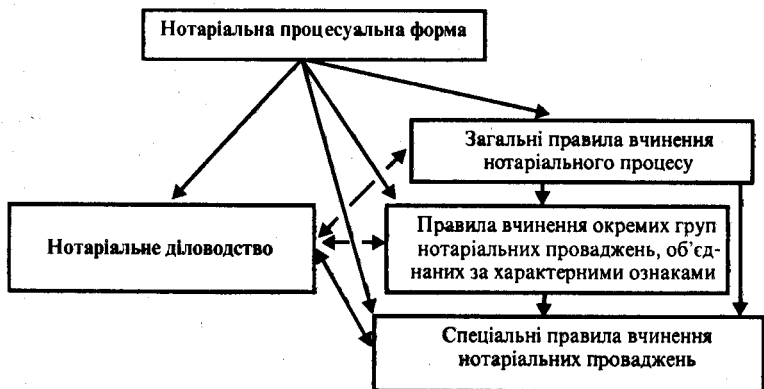 Нотаріальна процесуальна форма
Загальні правила вчинення
нотаріального процесу
Нотаріальне діловодство
Правила вчинення окремих груп
нотаріальних проваджень, об’єд-
наних за характерними ознаками
Спеціальні правила вчинення
нотаріальних проваджень